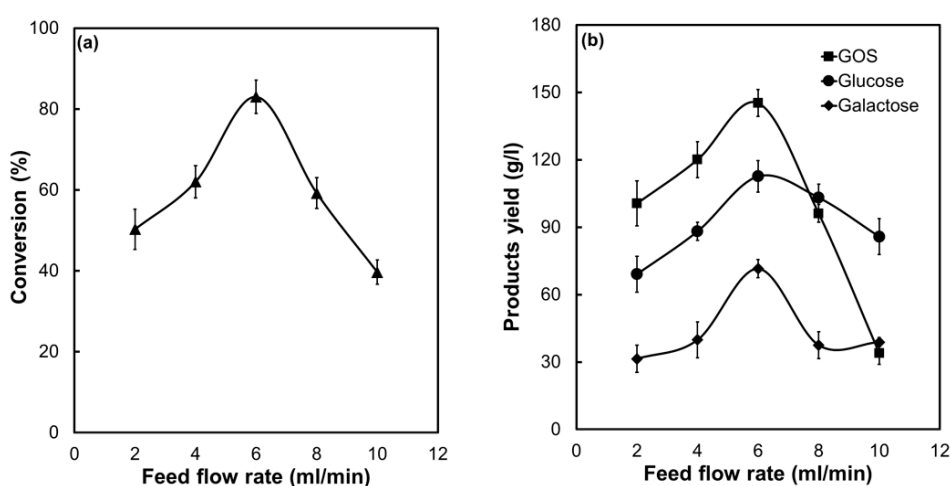 (a)
Conversion (%)
100
80
60
40
20
0
0 2 4 6 8 10 12
Feed flow rate (ml/min)
(b)
GOS
Glucose
Galactose
Products yield (g/l)
180
150
120
90
60
30
0
0 2 4 6 8 10 12
Feed flow rate (ml/min)